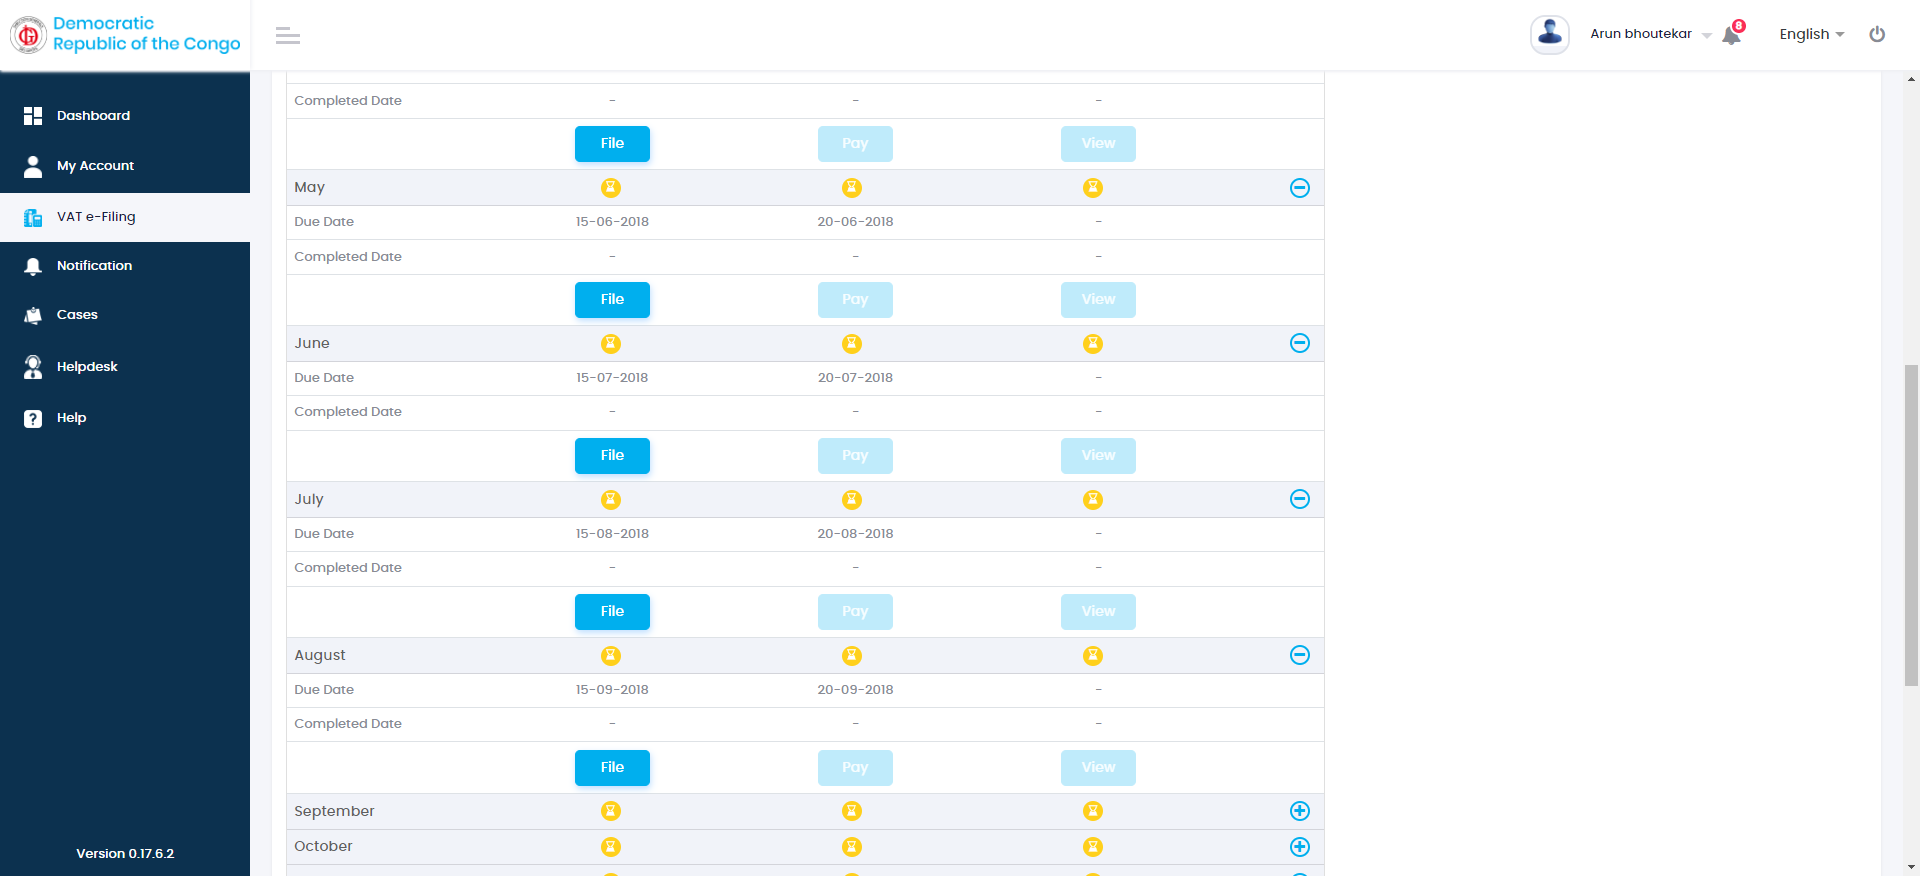 Democratic
Republic of the Congo
Arun bhoutekar
8
English
Dashboard
My Account
VAT e-Filing
Notification
Cases
Helpdesk
Help
Version 0.17.6.2
Completed Date - - -
File Pay View
May
Due Date 15-06-2018 20-06-2018 -
Completed Date - - -
File Pay View
June
Due Date 15-07-2018 20-07-2018 -
Completed Date - - -
File Pay View
July
Due Date 15-08-2018 20-08-2018 -
Completed Date - - -
File Pay View
August
Due Date 15-09-2018 20-09-2018 -
Completed Date - - -
File Pay View
September
October